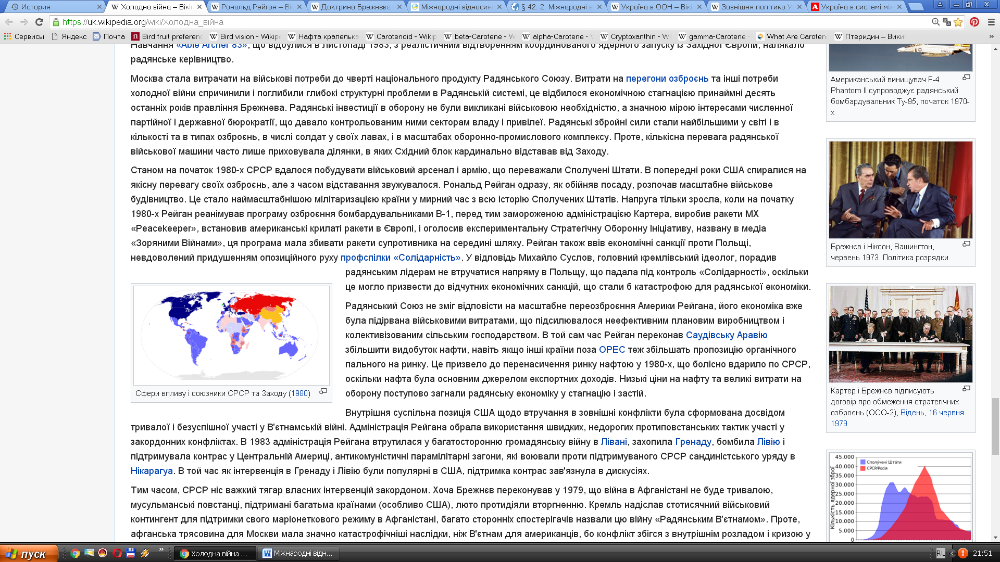 История
Холодна війна – Вікі
Рональд Рейган – Ві
Доктрина Брежнєва
Міжнародні відносин
§ 42. 2. Міжнародні в
Україна в ООН – Вікі
Зовнішня політика У
Україна в системі мі
https://uk.wikipedia.org/wiki/Холодна_війна
Сервисы
Яндекс
Почта
Bird fruit preferenc
Bird vision - Wikipe
Нафта крапелька
Carotenoid - Wikip
beta-Carotene - W
alpha-Carotene - 
Cryptoxanthin - Wi
gamma-Carotene -
What Are Caroten
Птеридин – Вики
Навчання «Able Archer 83», що відбулися в листопаді 1983, з реалістичним відтворенням координованого ядерного запуску із Західної Європи, налякало
радянське керівництво.
Москва стала витрачати на військові потреби до чверті національного продукту Радянського Союзу. Витрати на перегони озброєнь та інші потреби
холодної війни спричинили і поглибили глибокі структурні проблеми в Радянській системі, це відбилося економічною стагнацією принаймні десять
останніх років правління Брежнева. Радянські інвестиції в оборону не були викликані військовою необхідністю, а значною мірою інтересами численної
партійної і державної бюрократії, що давало контрольованим ними секторам владу і привілеї. Радянські збройні сили стали найбільшими у світі і в
кількості та в типах озброєнь, в числі солдат у своїх лавах, і в масштабах оборонно-промислового комплексу. Проте, кількісна перевага радянської
військової машини часто лише приховувала ділянки, в яких Східний блок кардинально відставав від Заходу.
Станом на початок 1980-х СРСР вдалося побудувати військовий арсенал і армію, що переважали Сполучені Штати. В попередні роки США спиралися на
якісну перевагу своїх озброєнь, але з часом відставання звужувалося. Рональд Рейган одразу, як обійняв посаду, розпочав масштабне військове
будівництво. Це стало наймасштабнішою мілітаризацією країни у мирний час з всю історію Сполучених Штатів. Напруга тільки зросла, коли на початку
1980-х Рейган реанімував програму озброєння бомбардувальниками В-1, перед тим замороженою адміністрацією Картера, виробив ракети MX
«Peacekeeper», встановив американські крилаті ракети в Європі, і оголосив експериментальну Стратегічну Оборонну Ініціативу, названу в медіа
«Зоряними Війнами», ця програма мала збивати ракети супротивника на середині шляху. Рейган також ввів економічні санкції проти Польщі,
невдоволений придушенням опозиційного руху профспілки «Солідарність». У відповідь Михайло Суслов, головний кремлівський ідеолог, порадив
радянським лідерам не втручатися напряму в Польщу, що падала під контроль «Солідарності», оскільки
це могло призвести до відчутних економічних санкцій, що стали б катастрофою для радянської економіки.
Сфери впливу і союзники СРСР та Заходу (1980)
Радянський Союз не зміг відповісти на масштабне переозброєння Америки Рейгана, його економіка вже
була підірвана військовими витратами, що підсилювалося неефективним плановим виробництвом і
колективізованим сільським господарством. В той сам час Рейган переконав Саудівську Аравію
збільшити видобуток нафти, навіть якщо інші країни поза OPEC теж збільшать пропозицію органічного
пального на ринку. Це призвело до перенасичення ринку нафтою у 1980-х, що болісно вдарило по СРСР,
оскільки нафта була основним джерелом експортних доходів. Низькі ціни на нафту та великі витрати на
оборону поступово загнали радянську економіку у стагнацію і застій.
Внутрішня суспільна позиція США щодо втручання в зовнішні конфлікти була сформована досвідом
тривалої і безуспішної участі у В'єтнамській війні. Адміністрація Рейгана обрала використання швидких, недорогих протиповстанських тактик участі у
закордонних конфліктах. В 1983 адміністрація Рейгана втрутилася у багатосторонню громадянську війну в Лівані, захопила Гренаду, бомбила Лівію і
підтримувала контрас у Центральній Америці, антикомуністичні парамілітарні загони, які воювали проти підтримуваного СРСР сандиністського уряду в
Нікарагуа. В той час як інтервенція в Гренаду і Лівію були популярні в США, підтримка контрас зав'язнула в дискусіях.
Тим часом, СРСР ніс важкий тягар власних інтервенцій закордоном. Хоча Брежнєв переконував у 1979, що війна в Афганістані не буде тривалою,
мусульманські повстанці, підтримані багатьма країнами (особливо США), люто протидіяли вторгненню. Кремль надіслав стотисячний військовий
контингент для підтримки свого маріонеткового режиму в Афганістані, багато сторонніх спостерігачів назвали цю війну «Радянським В'єтнамом». Проте,
афганська трясовина для Москви мала значно катастрофічніші наслідки, ніж В'єтнам для американців, бо конфлікт збігся з внутрішнім розладом і кризою у
NAVY
Американський винищувач F-4
Phantom II супроводжує радянський
бомбардувальник Ту-95, початок 1970-
х
Брежнєв і Ніксон, Вашингтон,
червень 1973. Політика розрядки
Картер і Брежнєв підписують
договір про обмеження стратегічних
озброєнь (ОСО-2), Відень, 16 червня
1979
Сполучені Штати
СРСР/Росія
Кількість ядерної зброї
45.000
40.000
35.000
30.000
25.000
20.000
15.000
10.000
5.000
0
пуск
Холодна війна ...
Міжнародні відн...
RU
21:51